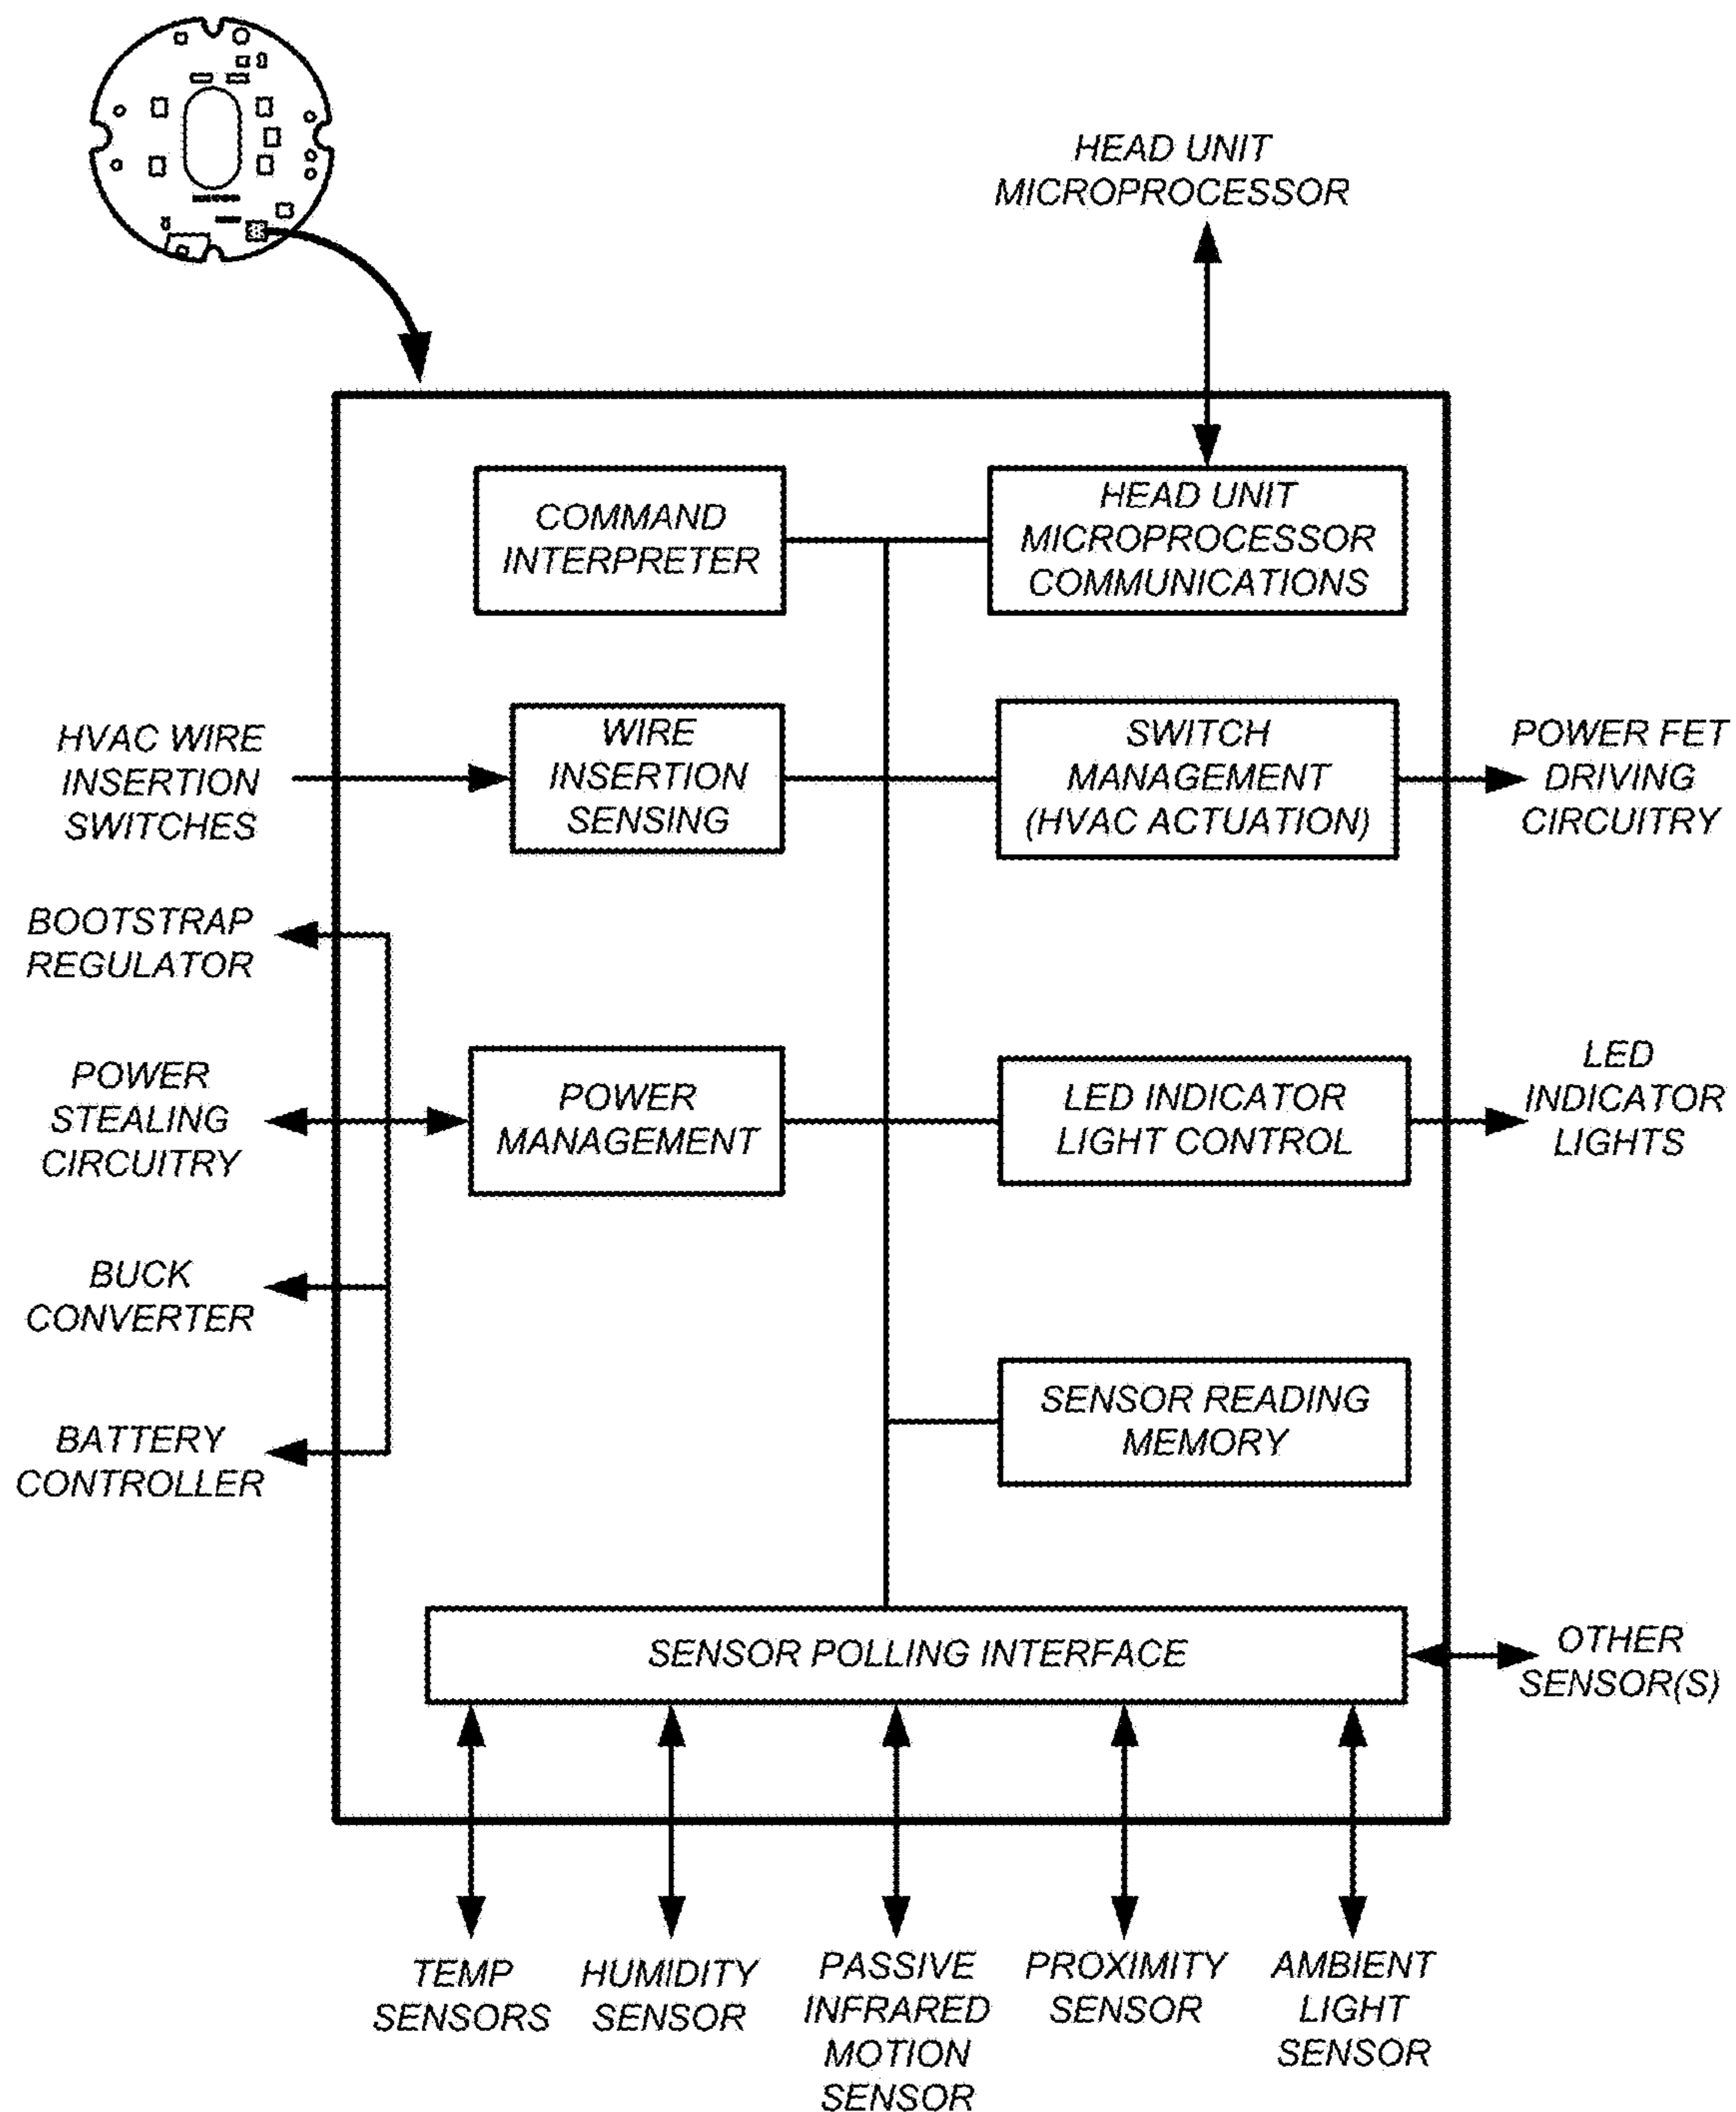 HEAD UNIT
MICROPROCESSOR
COMMAND
INTERPRETER
HEAD UNIT
MICROPROCESSOR
COMMUNICATIONS
HVAC WIRE
INSERTION
SWITCHES
WIRE
INSERTION
SENSING
SWITCH
MANAGEMENT
(HVAC ACTUATION)
POWER FET
DRIVING
CIRCUITRY
BOOTSTRAP
REGULATOR
POWER
STEALING
CIRCUITRY
POWER
MANAGEMENT
LED INDICATOR
LIGHT CONTROL
LED
INDICATOR
LIGHTS
BUCK
CONVERTER
BATTERY
CONTROLLER
SENSOR READING
MEMORY
SENSOR POLLING INTERFACE
OTHER
SENSOR(S)
TEMP
SENSORS
HUMIDITY
SENSOR
PASSIVE
INFRARED
MOTION
SENSOR
PROXIMITY
SENSOR
AMBIENT
LIGHT
SENSOR